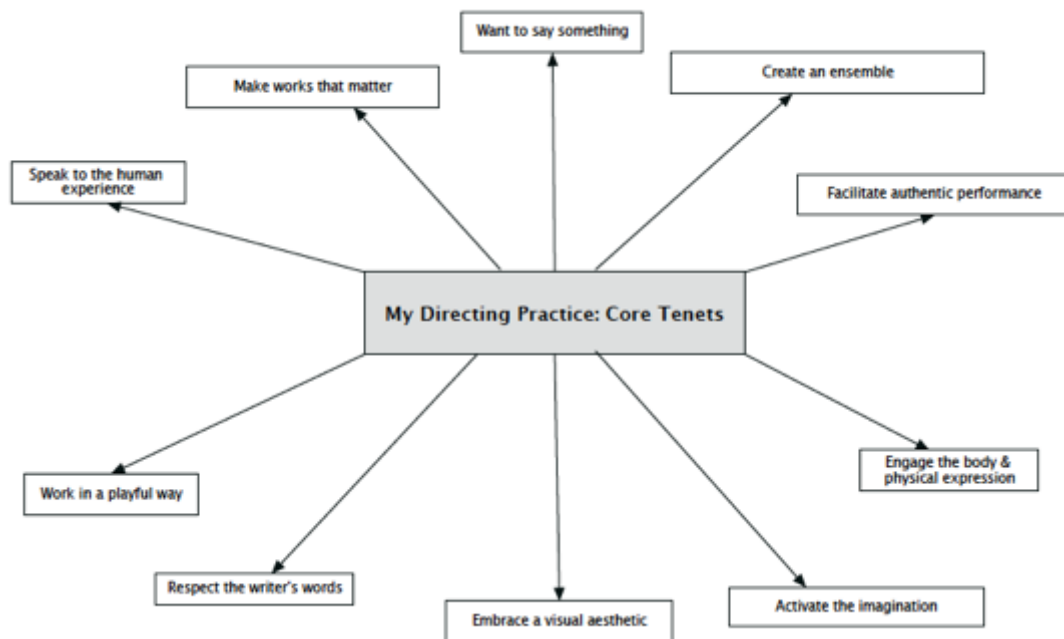 Want to say something
Create an ensemble
Make works that matter
Speak to the human
experience
Facilitate authentic performance
My Directing Practice: Core Tenets
Engage the body &
physical expression
Work in a playful way
Respect the writer's words
Activate the imagination
Embrace a visual aesthetic